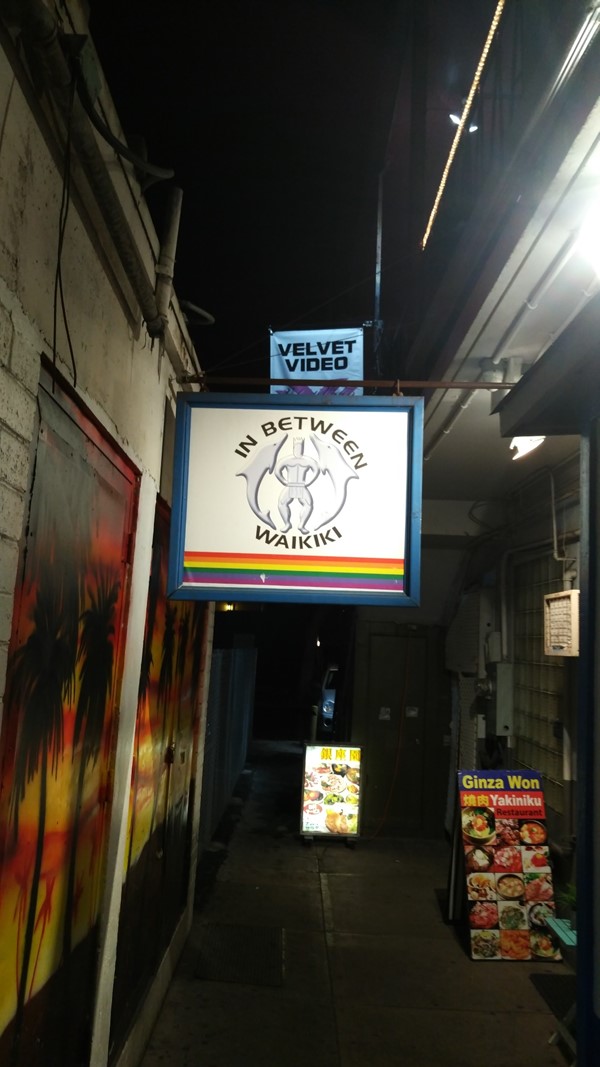 VELVET
VIDEO
IN BETWEEN
WAIKIKI
銀座園
Ginza Won
焼肉 Yakiniku
Restaurant